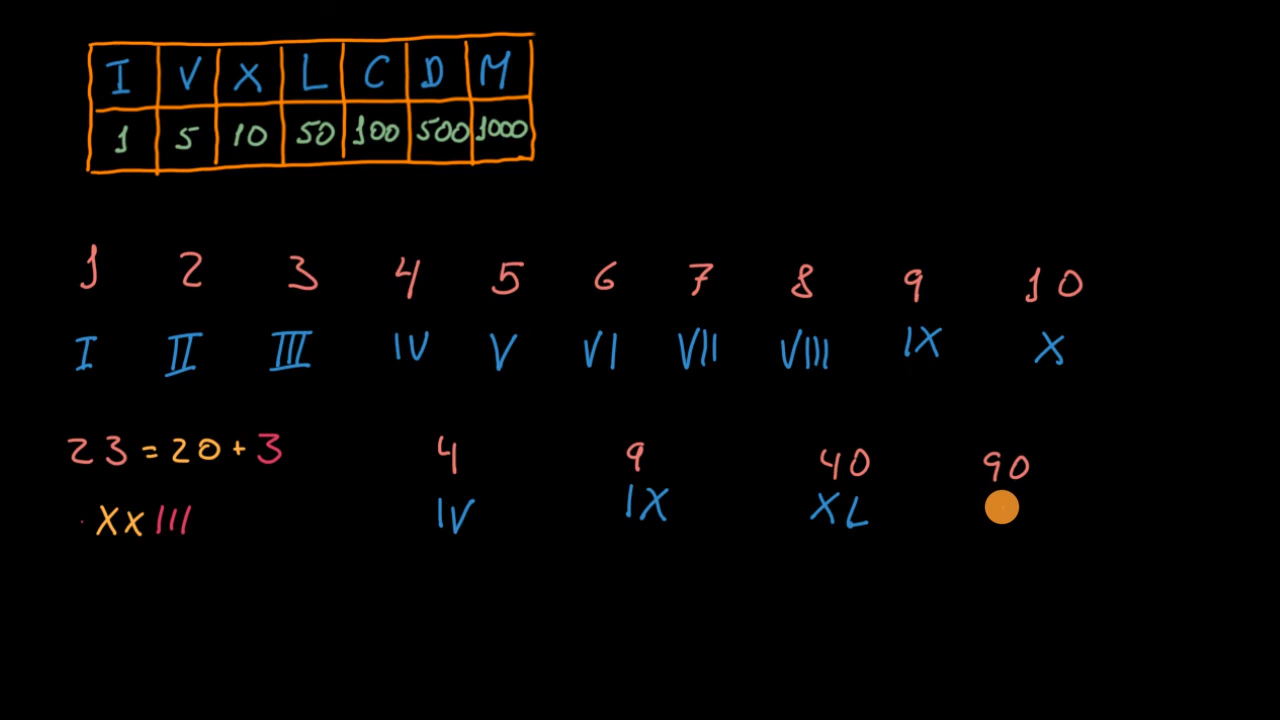 I V X L C D M
1 5 10 50 100 500 1000
1 2 3 4 5 6 7 8 9 10
I II III IV V VI VII VIII IX X
23 = 20 + 3 4 9 40 90
XXIII IV IX XL